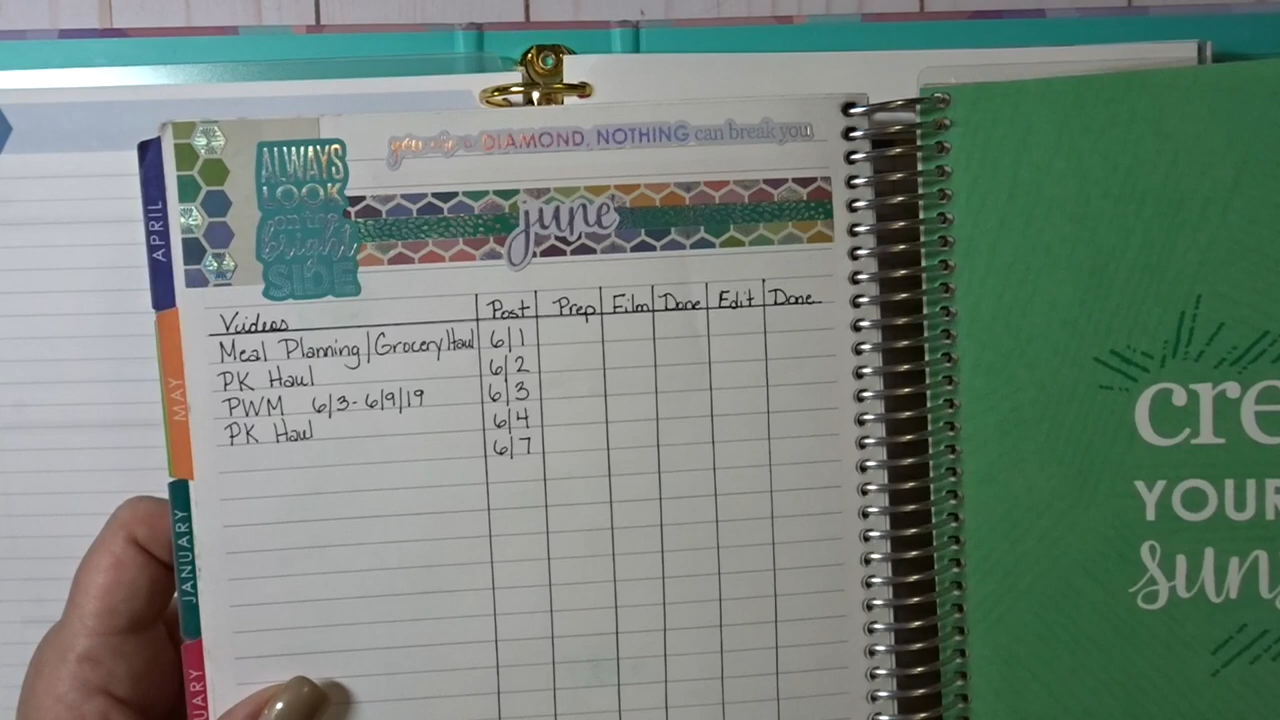 you are a DIAMOND, NOTHING can break you
ALWAYS
LOOK
on the
bright
SIDE
june
Videos Post Prep Film Done Edit Done
Meal Planning/Grocery Haul 6/1
PK Haul 6/2
PWM 6/3-6/9/19 6/3
PK Haul 6/4
6/7
APRIL
MAY
JANUARY
UARY
cre
YOUR
sun